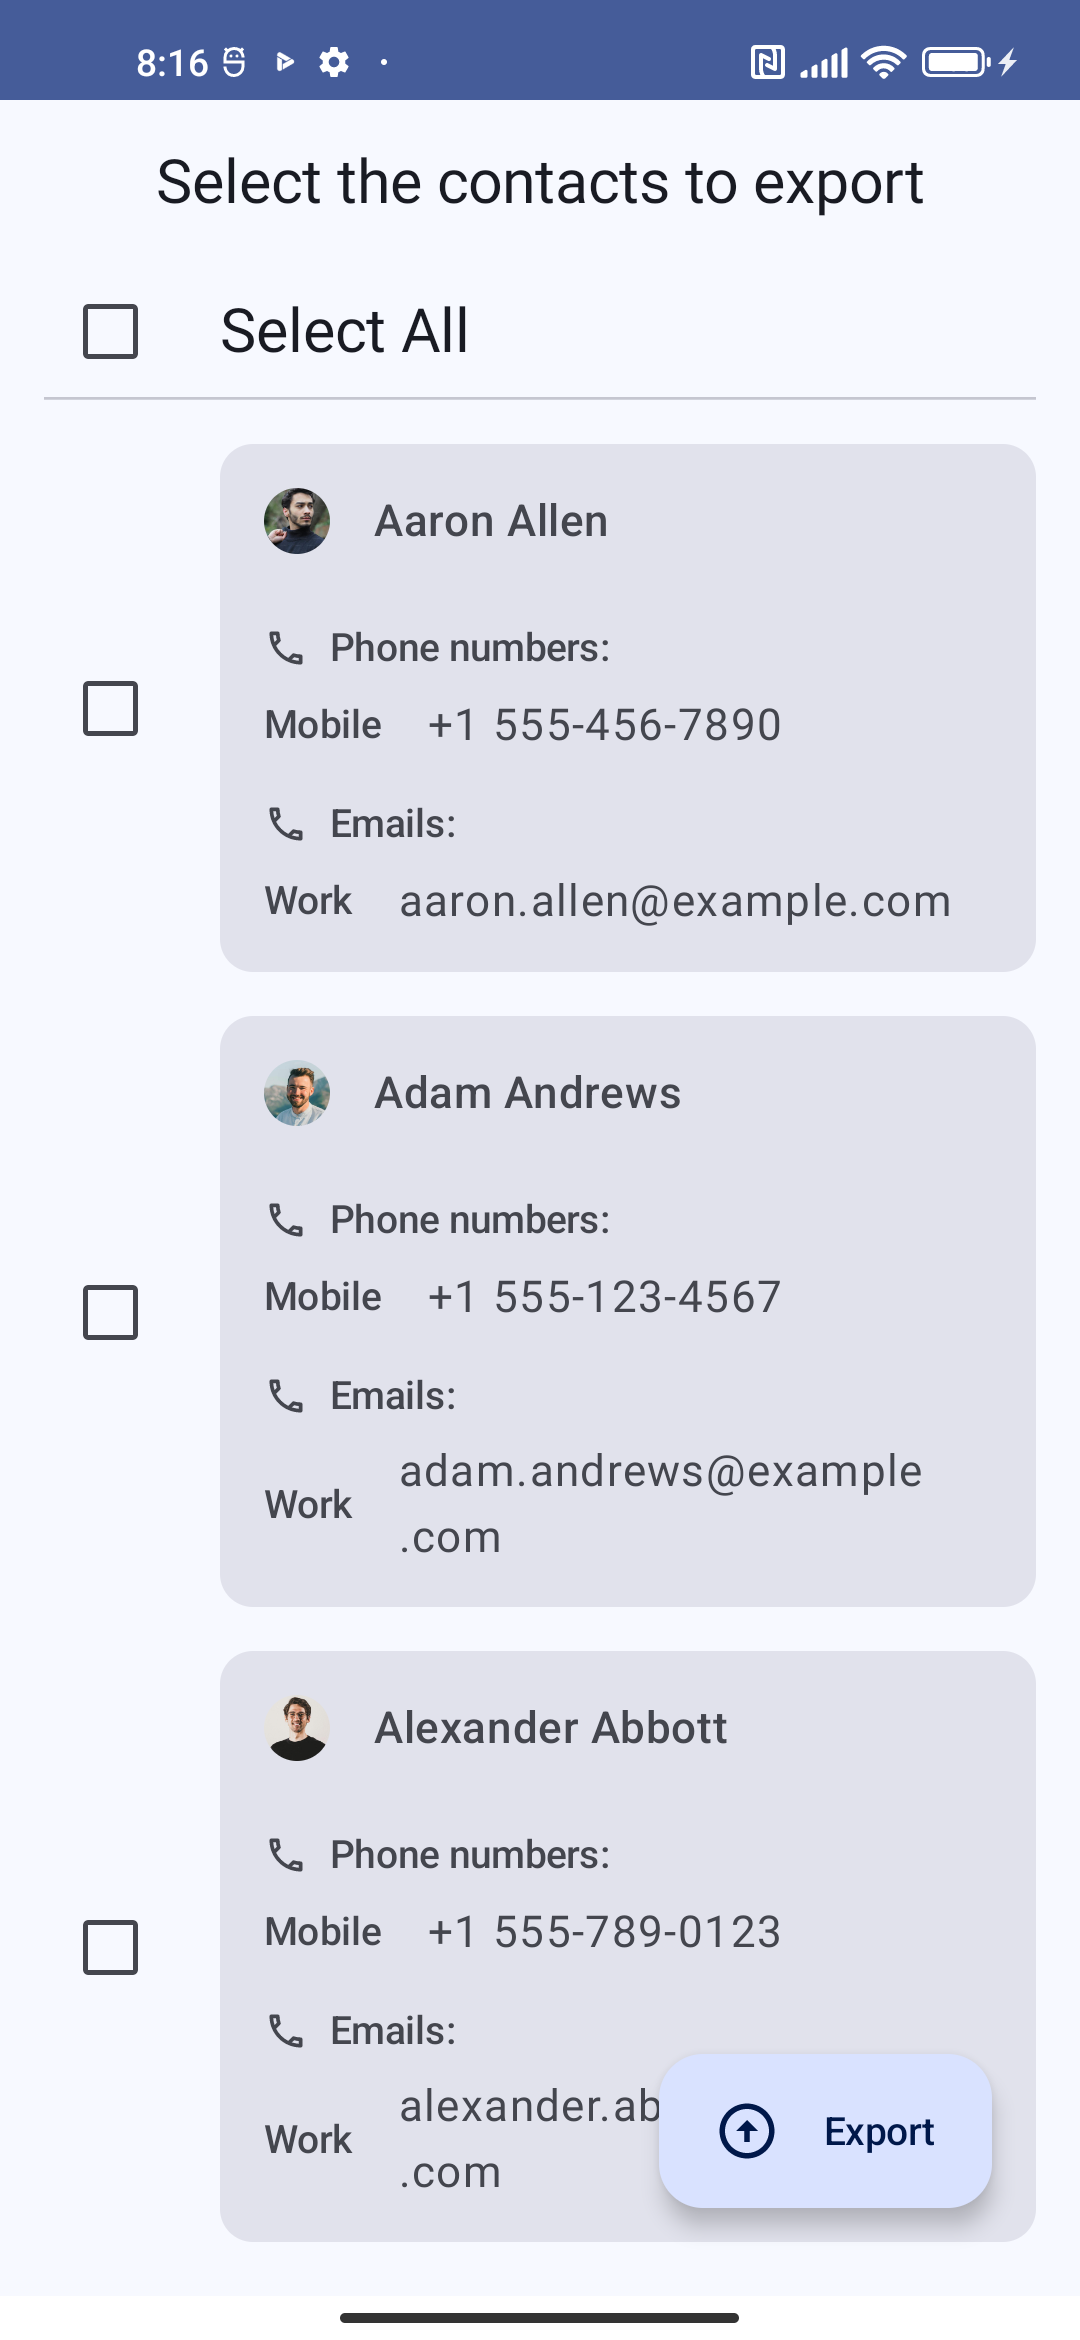 8:16
Select the contacts to export
Select All
Aaron Allen
Phone numbers:
Mobile +1 555-456-7890
Emails:
Work aaron.allen@example.com
Adam Andrews
Phone numbers:
Mobile +1 555-123-4567
Emails:
Work adam.andrews@example
.com
Alexander Abbott
Phone numbers:
Mobile +1 555-789-0123
Emails:
Work alexander.ab
.com
Export